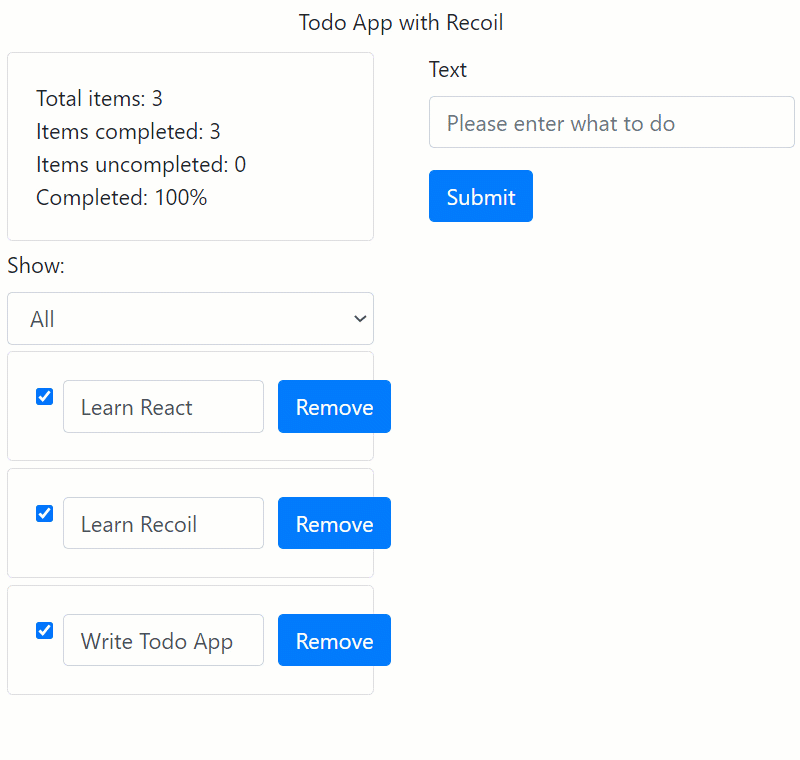 Todo App with Recoil
Total items: 3
Items completed: 3
Items uncompleted: 0
Completed: 100%
Show:
All
Learn React
Remove
Learn Recoil
Remove
Write Todo App
Remove
Text
Please enter what to do
Submit